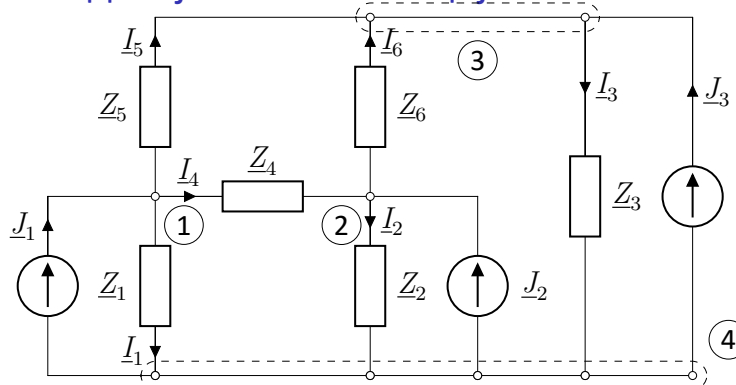 I₅
I₆
3
I₃
J₃
Z₅
Z₆
Z₄
I₄
Z₃
J₁
1
2
I₂
Z₁
Z₂
J₂
I₁
4